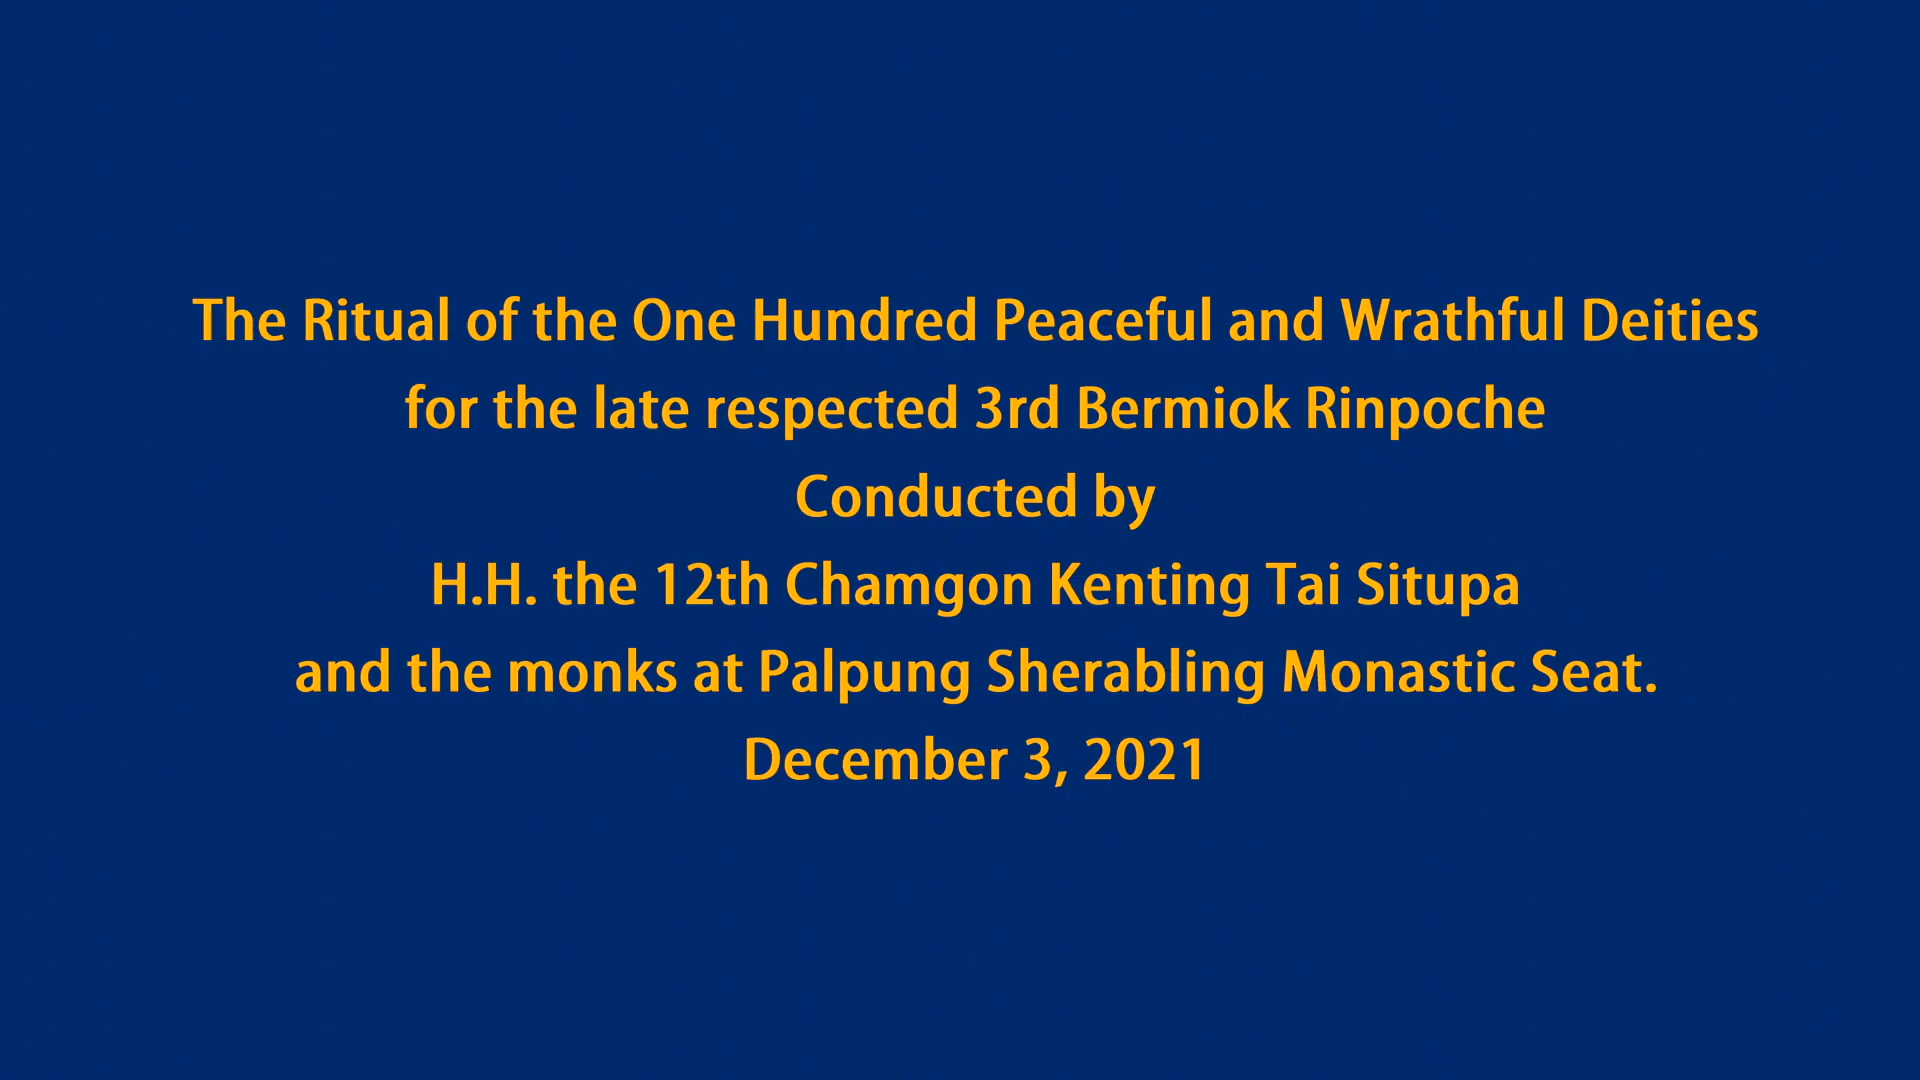 The Ritual of the One Hundred Peaceful and Wrathful Deities
for the late respected 3rd Bermiok Rinpoche
Conducted by
H.H. the 12th Chamgon Kenting Tai Situpa
and the monks at Palpung Sherabling Monastic Seat.
December 3, 2021